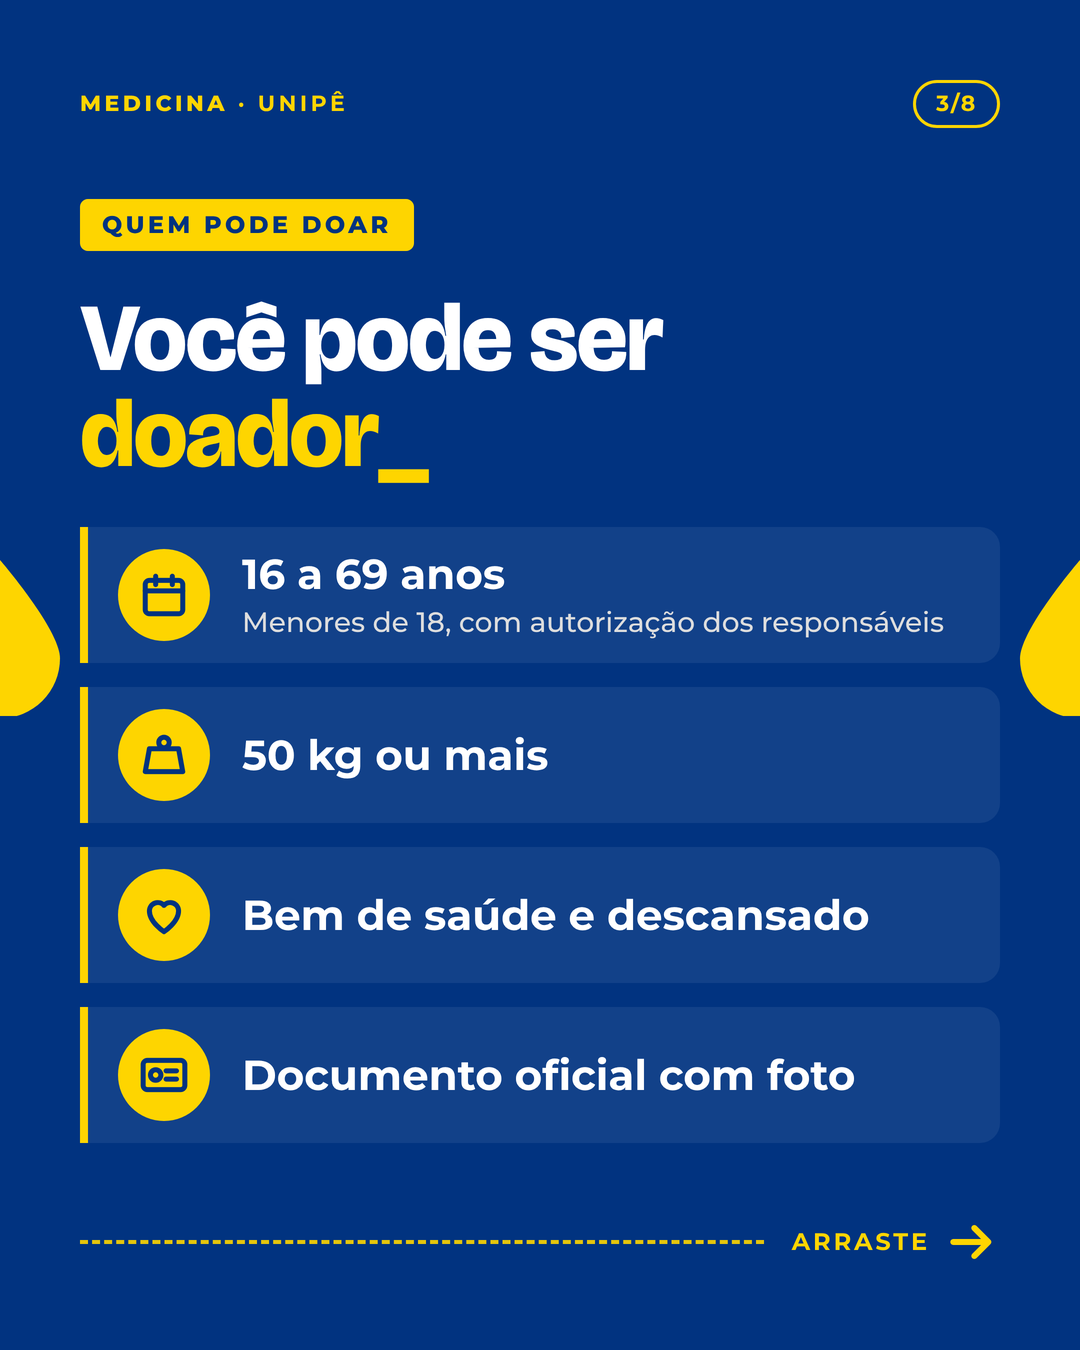 MEDICINA · UNIPÊ
3/8
QUEM PODE DOAR
Você pode ser
doador_
16 a 69 anos
Menores de 18, com autorização dos responsáveis
50 kg ou mais
Bem de saúde e descansado
Documento oficial com foto
ARRASTE